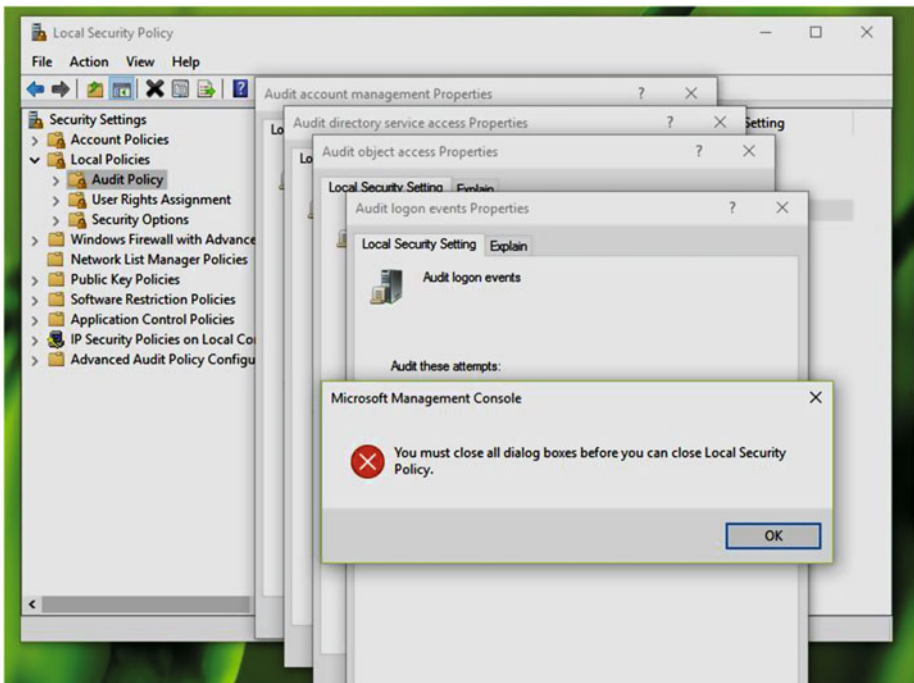 Local Security Policy
File Action View Help
Security Settings
Account Policies
Local Policies
Audit Policy
User Rights Assignment
Security Options
Windows Firewall with Advance
Network List Manager Policies
Public Key Policies
Software Restriction Policies
Application Control Policies
IP Security Policies on Local Co
Advanced Audit Policy Configu
Setting
Audit account management Properties
Lo
Audit directory service access Properties
Lo
Audit object access Properties
Local Security Setting Explain
Audit logon events Properties
Local Security Setting Explain
Audit logon events
Audit these attempts:
Microsoft Management Console
You must close all dialog boxes before you can close Local Security
Policy.
OK